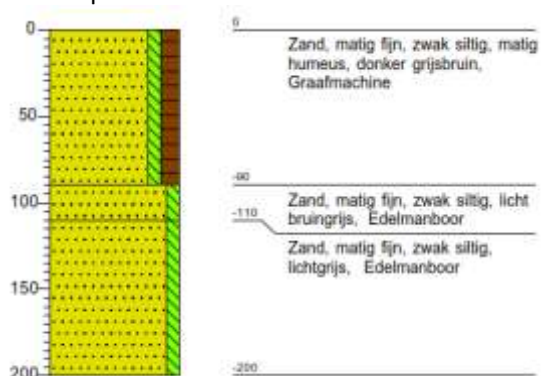 0
0
Zand, matig fijn, zwak siltig, matig
humeus, donker grijsbruin,
Graafmachine
50
-90
100
Zand, matig fijn, zwak siltig, licht
bruingrijs, Edelmanboor
-110
Zand, matig fijn, zwak siltig,
lichtgrijs, Edelmanboor
150
200
-200